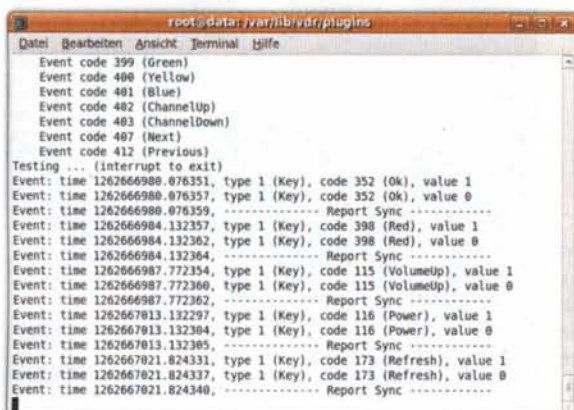 root@data: /var/lib/vdr/plugins
Datei Bearbeiten Ansicht Terminal Hilfe
Event code 399 (Green)
Event code 400 (Yellow)
Event code 401 (Blue)
Event code 402 (ChannelUp)
Event code 403 (ChannelDown)
Event code 407 (Next)
Event code 412 (Previous)
Testing ... (interrupt to exit)
Event: time 1262666980.076351, type 1 (Key), code 352 (Ok), value 1
Event: time 1262666980.076357, type 1 (Key), code 352 (Ok), value 0
Event: time 1262666980.076359, -------------- Report Sync ------------
Event: time 1262666984.132357, type 1 (Key), code 398 (Red), value 1
Event: time 1262666984.132362, type 1 (Key), code 398 (Red), value 0
Event: time 1262666984.132364, -------------- Report Sync ------------
Event: time 1262666987.772354, type 1 (Key), code 115 (VolumeUp), value 1
Event: time 1262666987.772360, type 1 (Key), code 115 (VolumeUp), value 0
Event: time 1262666987.772362, -------------- Report Sync ------------
Event: time 1262667013.132297, type 1 (Key), code 116 (Power), value 1
Event: time 1262667013.132304, type 1 (Key), code 116 (Power), value 0
Event: time 1262667013.132305, -------------- Report Sync ------------
Event: time 1262667021.824331, type 1 (Key), code 173 (Refresh), value 1
Event: time 1262667021.824337, type 1 (Key), code 173 (Refresh), value 0
Event: time 1262667021.824340, -------------- Report Sync ------------